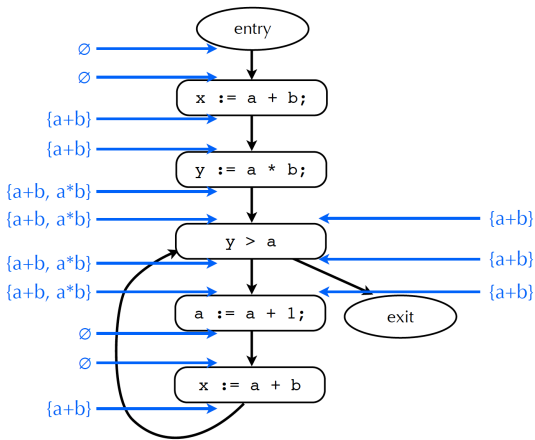 entry
∅
∅
x := a + b;
{a+b}
{a+b}
y := a * b;
{a+b, a*b}
{a+b, a*b}
{a+b}
y > a
{a+b, a*b}
{a+b}
{a+b, a*b}
{a+b}
a := a + 1;
exit
∅
∅
x := a + b
{a+b}